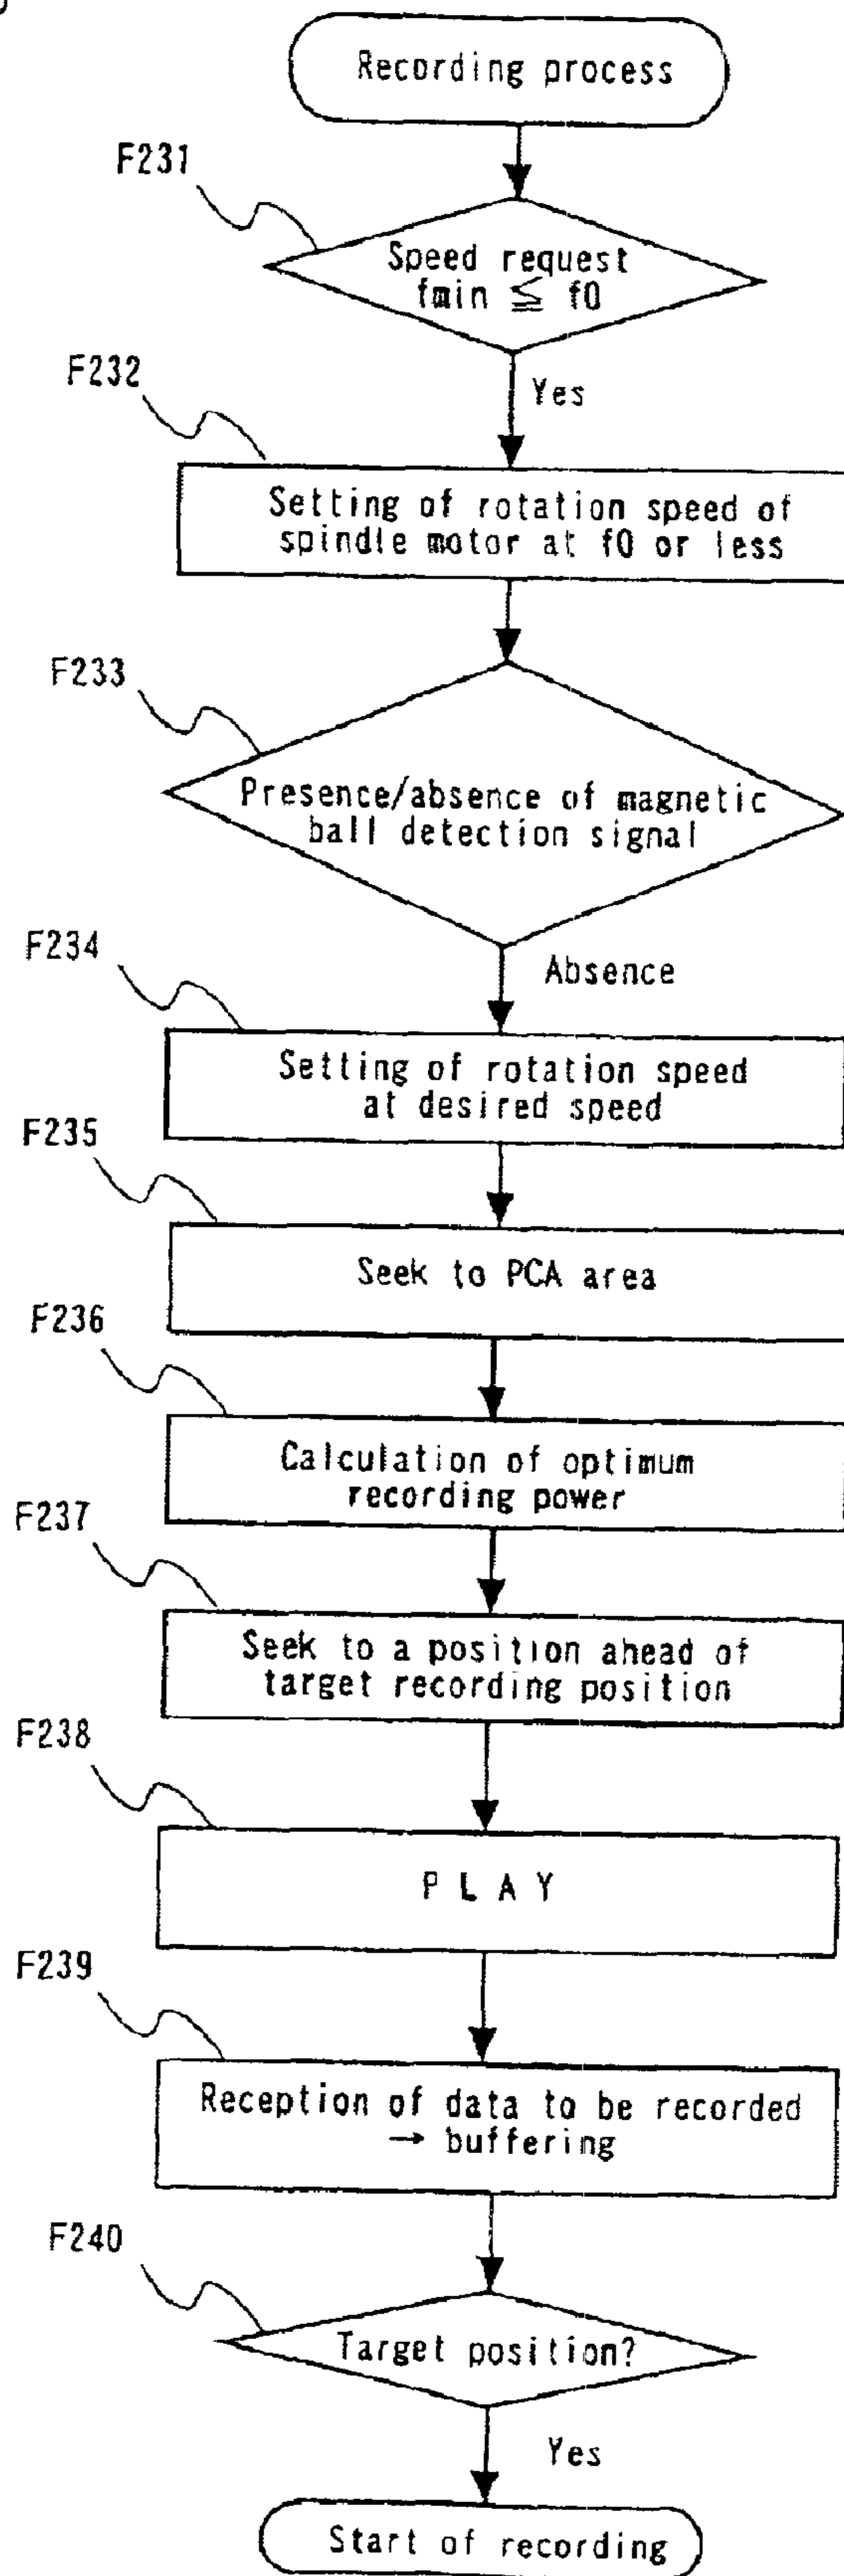 Recording process
F231
Speed request
fmin ≦ f0
F232
Yes
Setting of rotation speed of
spindle motor at f0 or less
F233
Presence/absence of magnetic
ball detection signal
F234
Absence
Setting of rotation speed
at desired speed
F235
Seek to PCA area
F236
Calculation of optimum
recording power
F237
Seek to a position ahead of
target recording position
F238
P L A Y
F239
Reception of data to be recorded
→ buffering
F240
Target position?
Yes
Start of recording